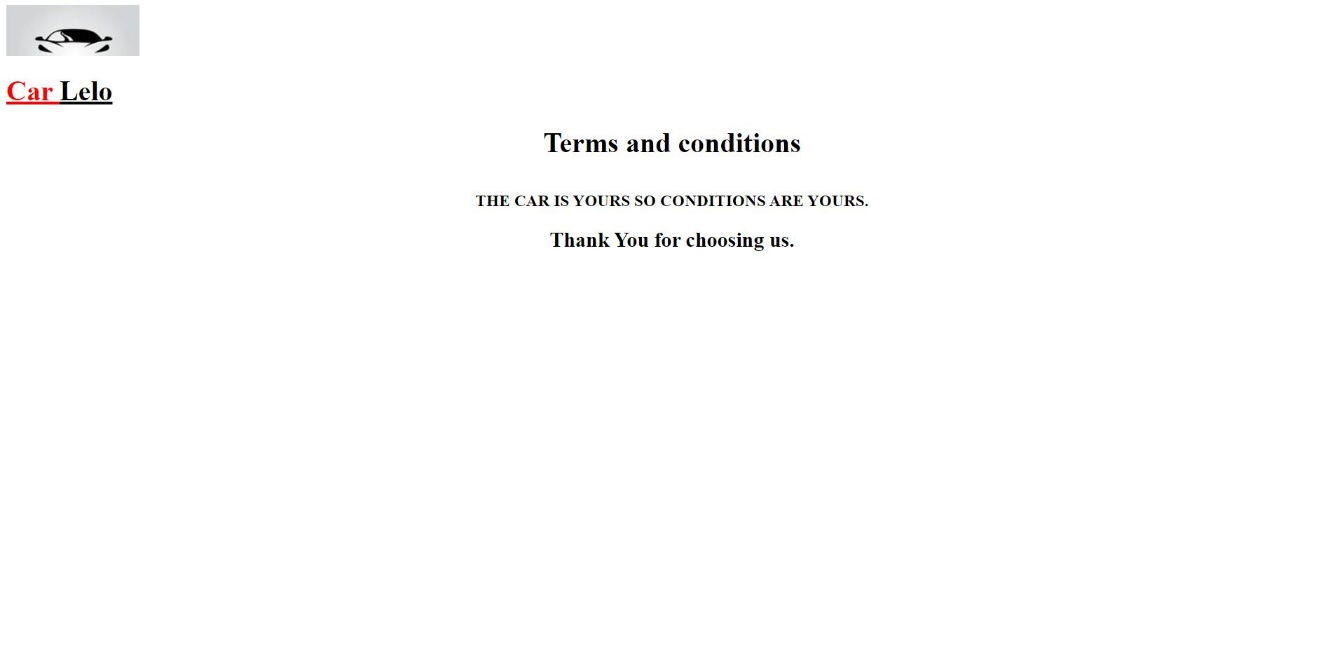 Car Lelo
Terms and conditions
THE CAR IS YOURS SO CONDITIONS ARE YOURS.
Thank You for choosing us.